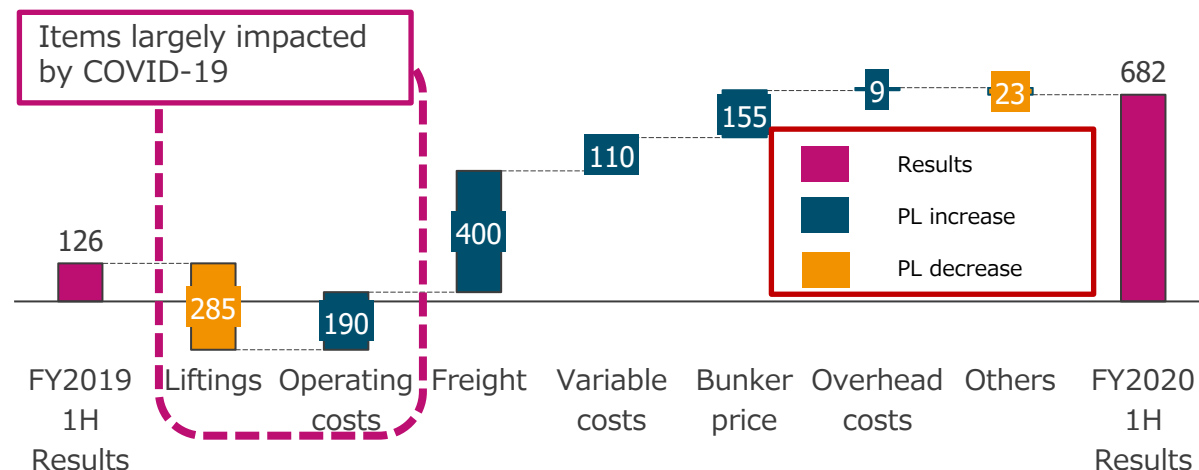 Items largely impacted
by COVID-19
682
9
23
155
110
Results
PL increase
400
PL decrease
126
285
190
FY2019
1H
Results
Liftings
Operating
costs
Freight
Variable
costs
Bunker
price
Overhead
costs
Others
FY2020
1H
Results